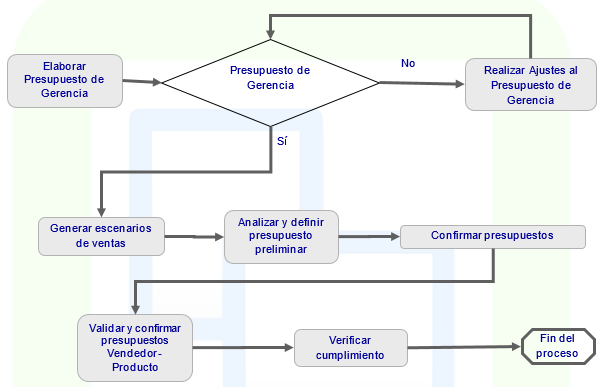 Elaborar
Presupuesto de
Gerencia
Presupuesto de
Gerencia
No
Realizar Ajustes al
Presupuesto de
Gerencia
Sí
Generar escenarios
de ventas
Analizar y definir
presupuesto
preliminar
Confirmar presupuestos
Validar y confirmar
presupuestos
Vendedor-
Producto
Verificar
cumplimiento
Fin del
proceso